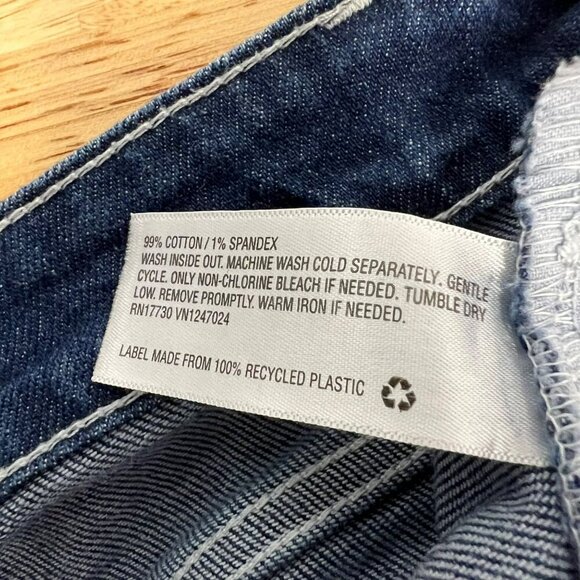 99% COTTON / 1% SPANDEX
WASH INSIDE OUT. MACHINE WASH COLD SEPARATELY. GENTLE
CYCLE. ONLY NON-CHLORINE BLEACH IF NEEDED. TUMBLE DRY
LOW. REMOVE PROMPTLY. WARM IRON IF NEEDED.
RN17730 VN1247024
LABEL MADE FROM 100% RECYCLED PLASTIC